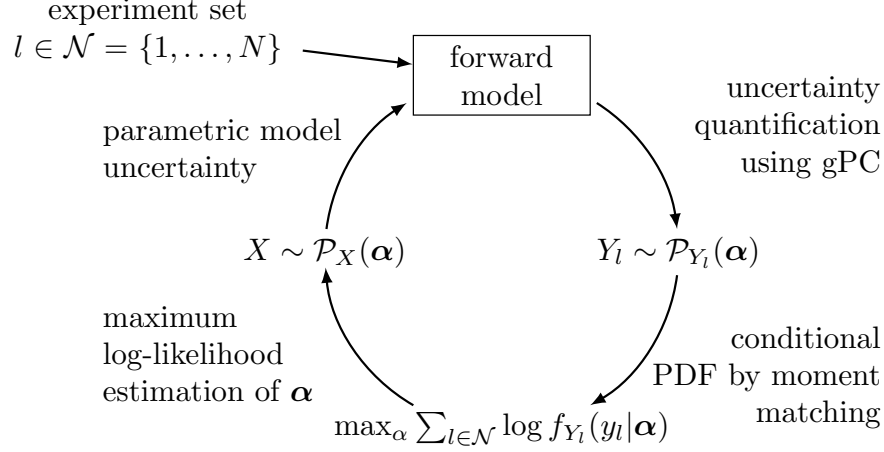 experiment set
l ∈ 𝒩 = {1, . . . , N}
forward
model
uncertainty
quantification
using gPC
parametric model
uncertainty
X ∼ 𝒫_X(𝜶)
Y_l ∼ 𝒫_{Y_l}(𝜶)
maximum
log-likelihood
estimation of 𝜶
conditional
PDF by moment
matching
max_α ∑_{l∈𝒩} log f_{Y_l}(y_l|𝜶)